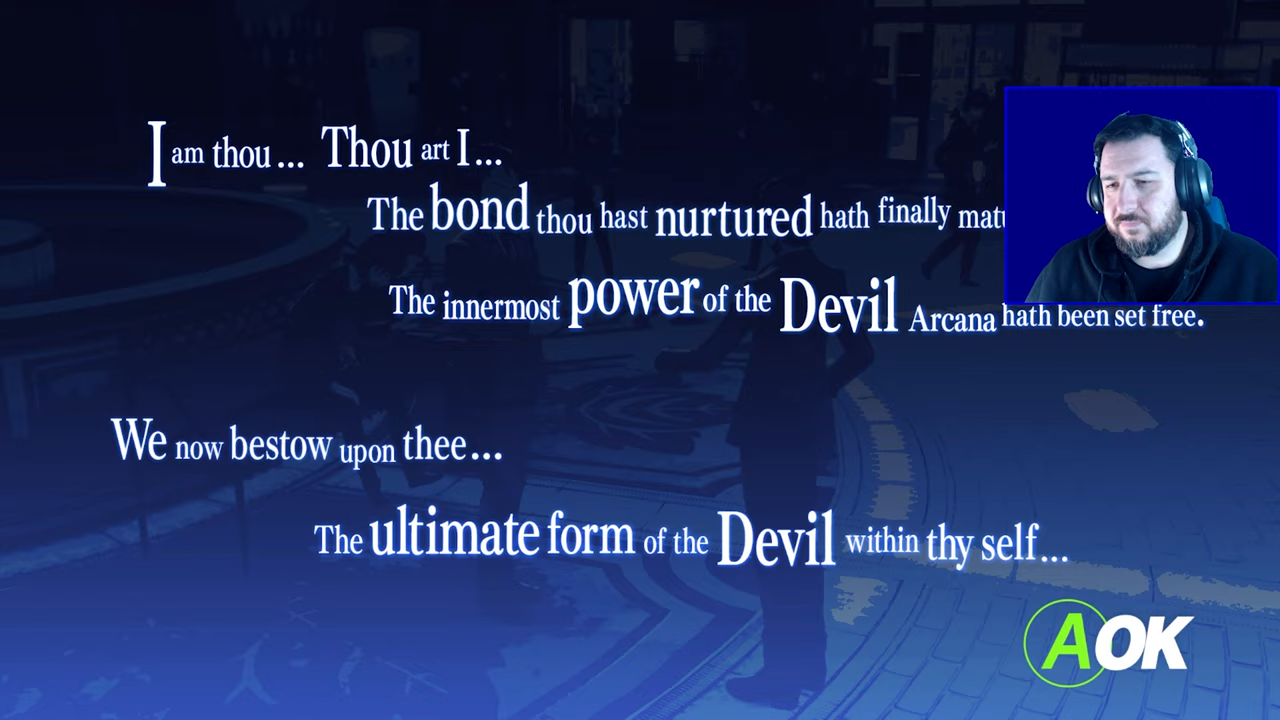 I am thou... Thou art I...
The bond thou hast nurtured hath finally
The innermost power of the Devil Arcana hath been set free.
We now bestow upon thee...
The ultimate form of the Devil within thy self...
A OK